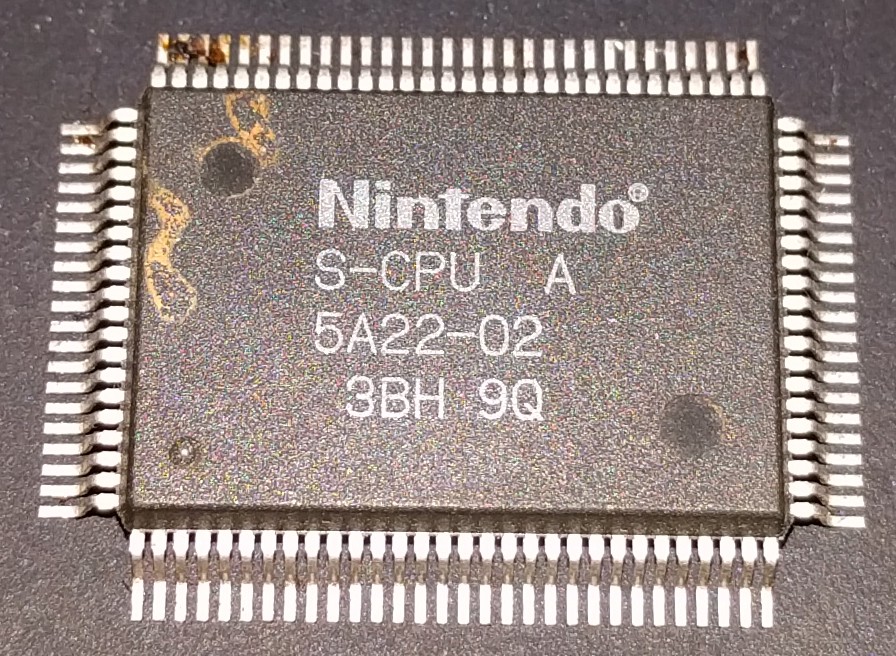 Nintendo®
S-CPU A
5A22-02
3BH 9Q